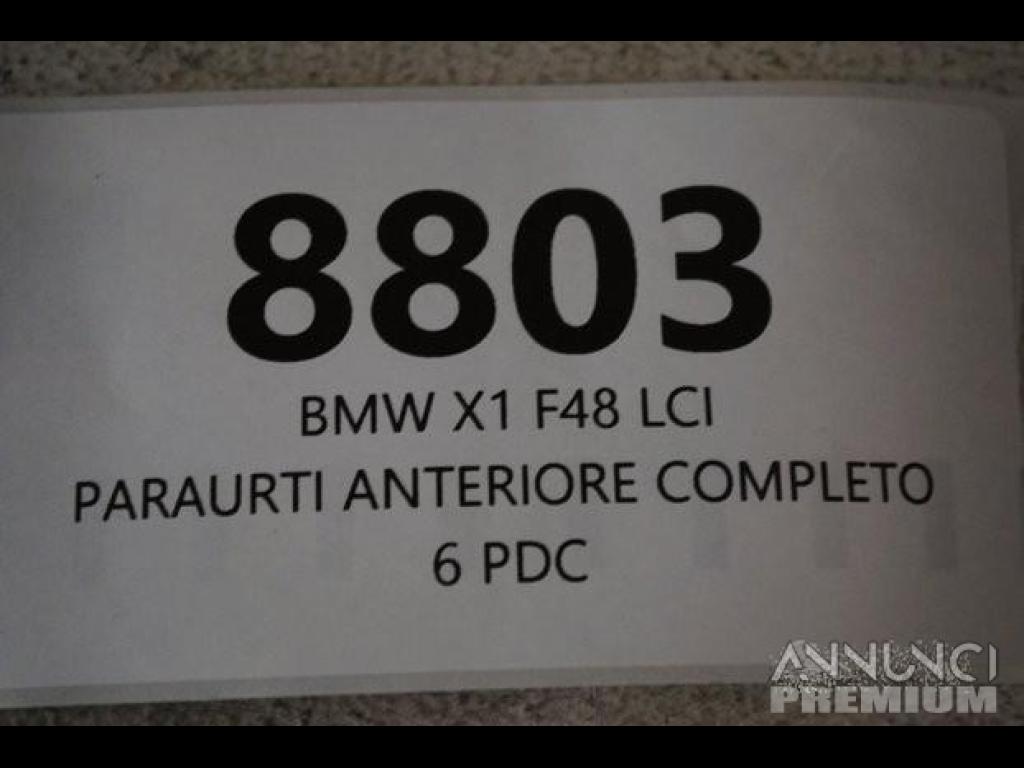 8803
BMW X1 F48 LCI
PARAURTI ANTERIORE COMPLETO
6 PDC
ANNUNCI
PREMIUM